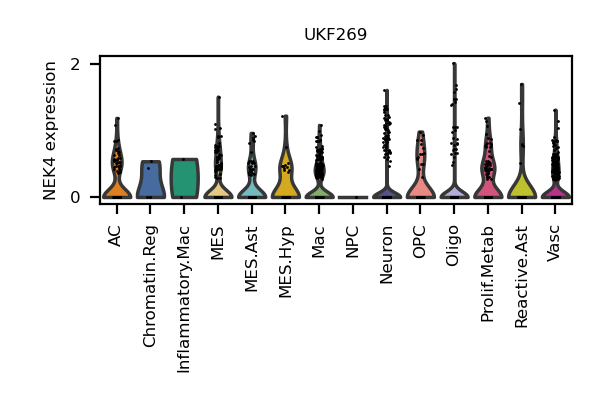 UKF269
NEK4 expression
2
0
AC
Chromatin.Reg
Inflammatory.Mac
MES
MES.Ast
MES.Hyp
Mac
NPC
Neuron
OPC
Oligo
Prolif.Metab
Reactive.Ast
Vasc